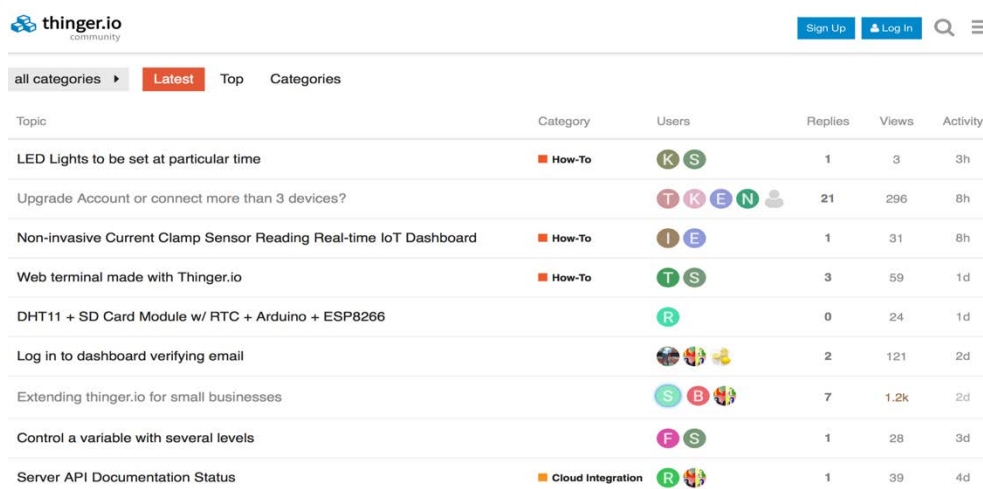 thinger.io
community
Sign Up Log In
all categories Latest Top Categories
Topic Category Users Replies Views Activity
LED Lights to be set at particular time How-To K S 1 3 3h
Upgrade Account or connect more than 3 devices? T K E N 21 296 8h
Non-invasive Current Clamp Sensor Reading Real-time IoT Dashboard How-To I E 1 31 8h
Web terminal made with Thinger.io How-To T S 3 59 1d
DHT11 + SD Card Module w/ RTC + Arduino + ESP8266 R 0 24 1d
Log in to dashboard verifying email 2 121 2d
Extending thinger.io for small businesses S B 7 1.2k 2d
Control a variable with several levels F S 1 28 3d
Server API Documentation Status Cloud Integration R 1 39 4d